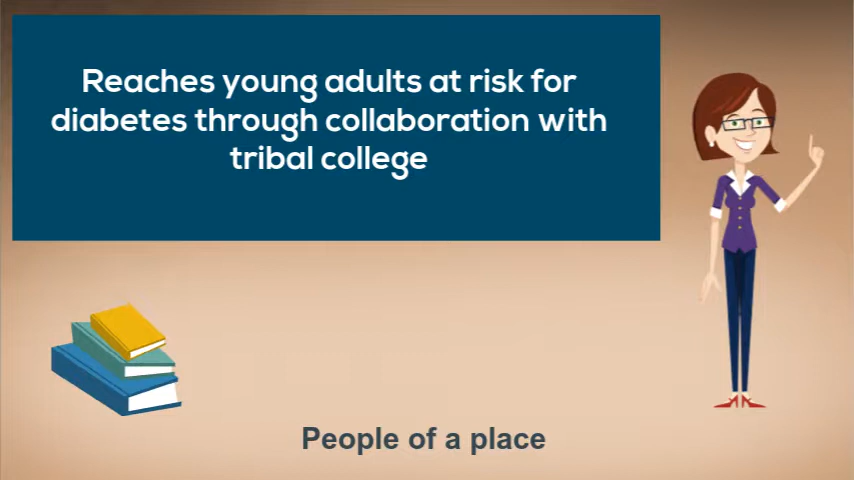 Reaches young adults at risk for
diabetes through collaboration with
tribal college
People of a place